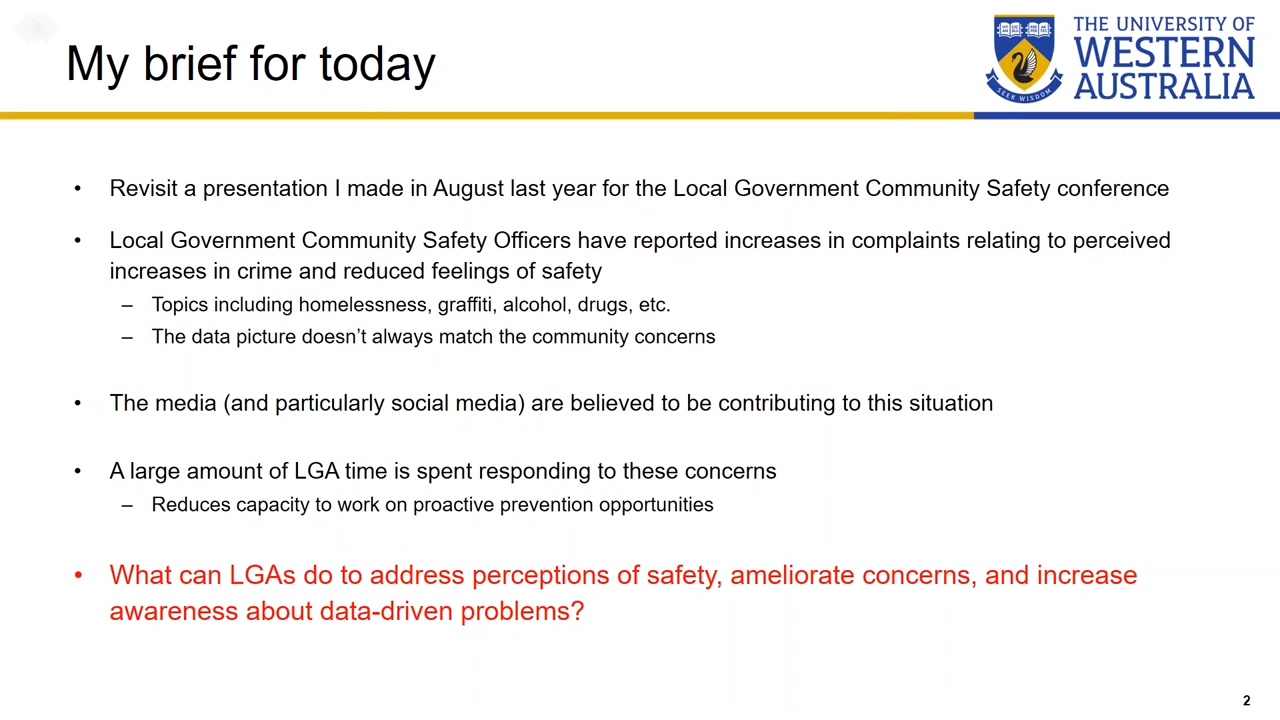 My brief for today
THE UNIVERSITY OF
WESTERN
AUSTRALIA
SEEK WISDOM
• Revisit a presentation I made in August last year for the Local Government Community Safety conference
• Local Government Community Safety Officers have reported increases in complaints relating to perceived
increases in crime and reduced feelings of safety
– Topics including homelessness, graffiti, alcohol, drugs, etc.
– The data picture doesn’t always match the community concerns
• The media (and particularly social media) are believed to be contributing to this situation
• A large amount of LGA time is spent responding to these concerns
– Reduces capacity to work on proactive prevention opportunities
• What can LGAs do to address perceptions of safety, ameliorate concerns, and increase
awareness about data-driven problems?
2